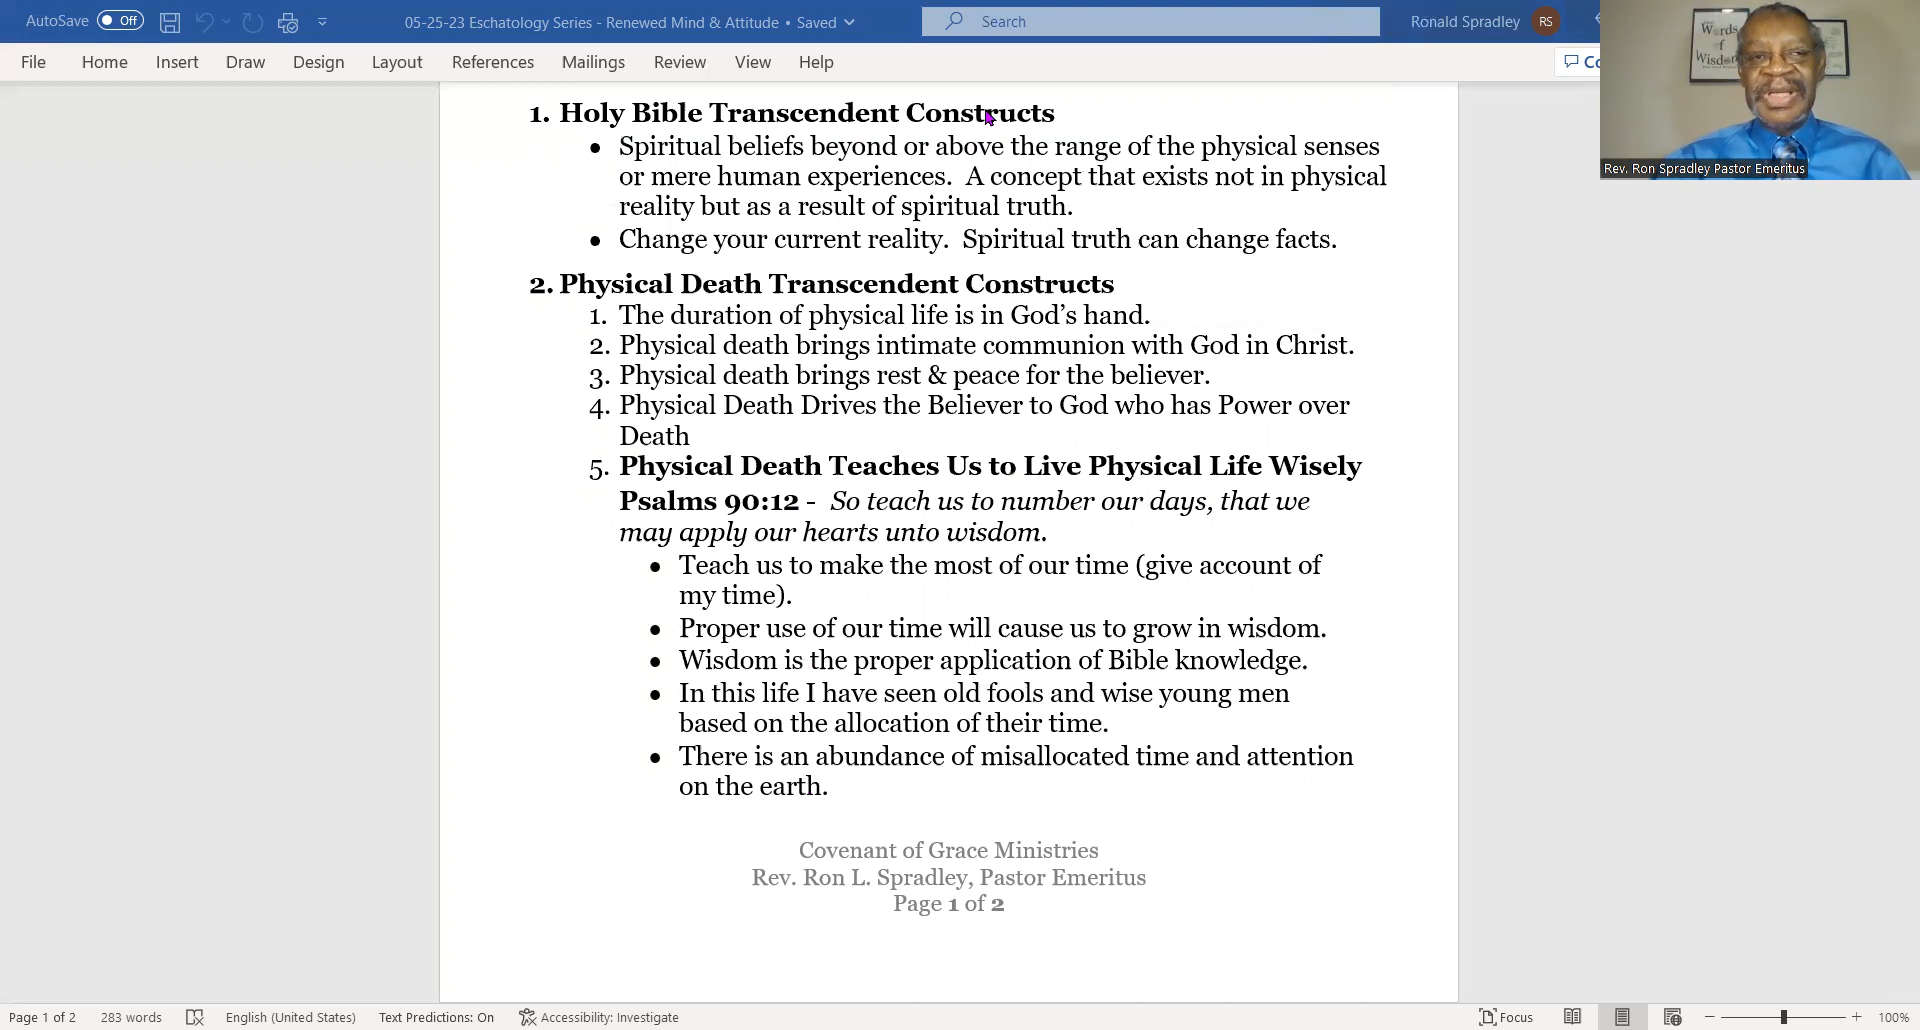 AutoSave Off 05-25-23 Eschatology Series - Renewed Mind & Attitude • Saved Search Ronald Spradley RS
File Home Insert Draw Design Layout References Mailings Review View Help
Words
of
Wisdom
Rev. Ron Spradley Pastor Emeritus
1. Holy Bible Transcendent Constructs
• Spiritual beliefs beyond or above the range of the physical senses
or mere human experiences. A concept that exists not in physical
reality but as a result of spiritual truth.
• Change your current reality. Spiritual truth can change facts.
2. Physical Death Transcendent Constructs
1. The duration of physical life is in God’s hand.
2. Physical death brings intimate communion with God in Christ.
3. Physical death brings rest & peace for the believer.
4. Physical Death Drives the Believer to God who has Power over
Death
5. Physical Death Teaches Us to Live Physical Life Wisely
Psalms 90:12 - So teach us to number our days, that we
may apply our hearts unto wisdom.
• Teach us to make the most of our time (give account of
my time).
• Proper use of our time will cause us to grow in wisdom.
• Wisdom is the proper application of Bible knowledge.
• In this life I have seen old fools and wise young men
based on the allocation of their time.
• There is an abundance of misallocated time and attention
on the earth.
Covenant of Grace Ministries
Rev. Ron L. Spradley, Pastor Emeritus
Page 1 of 2
Page 1 of 2 283 words English (United States) Text Predictions: On Accessibility: Investigate Focus 100%